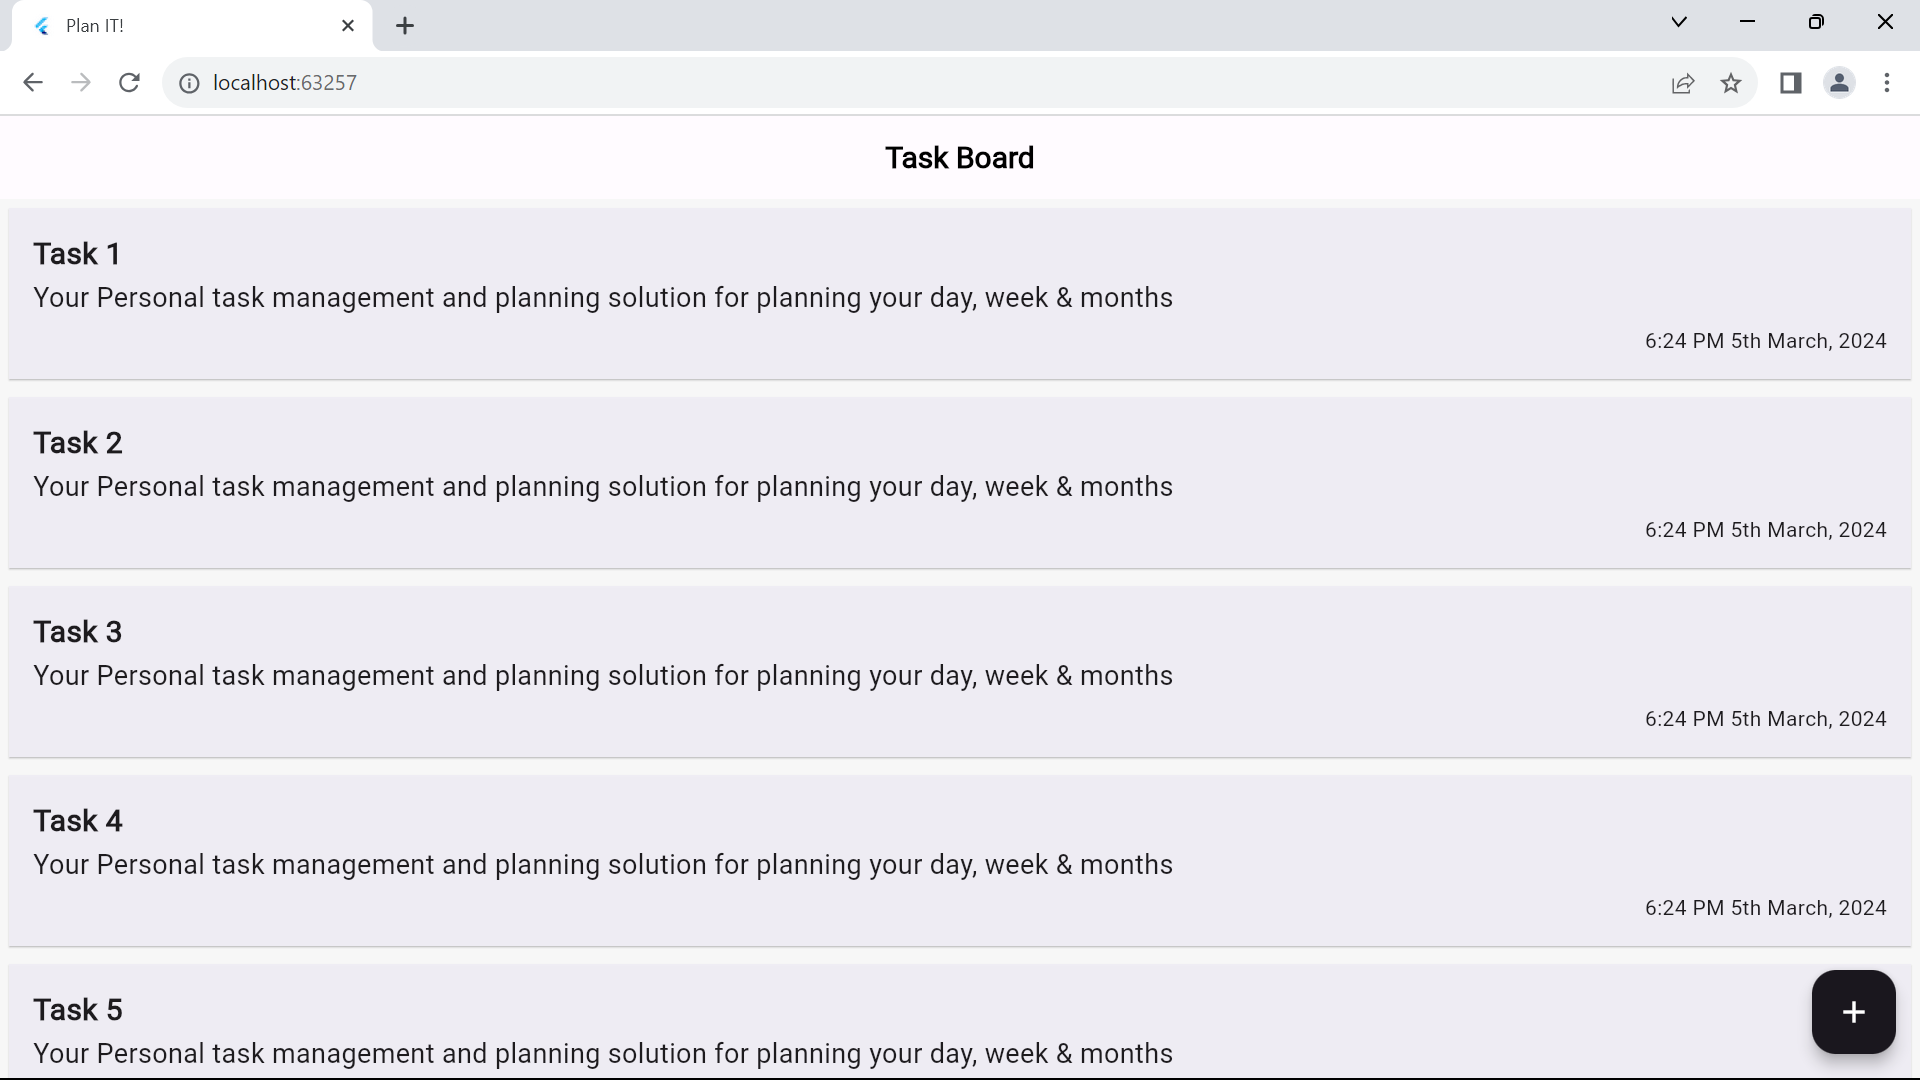 Plan IT!
localhost:63257
Task Board
Task 1
Your Personal task management and planning solution for planning your day, week & months
6:24 PM 5th March, 2024
Task 2
Your Personal task management and planning solution for planning your day, week & months
6:24 PM 5th March, 2024
Task 3
Your Personal task management and planning solution for planning your day, week & months
6:24 PM 5th March, 2024
Task 4
Your Personal task management and planning solution for planning your day, week & months
6:24 PM 5th March, 2024
Task 5
Your Personal task management and planning solution for planning your day, week & months